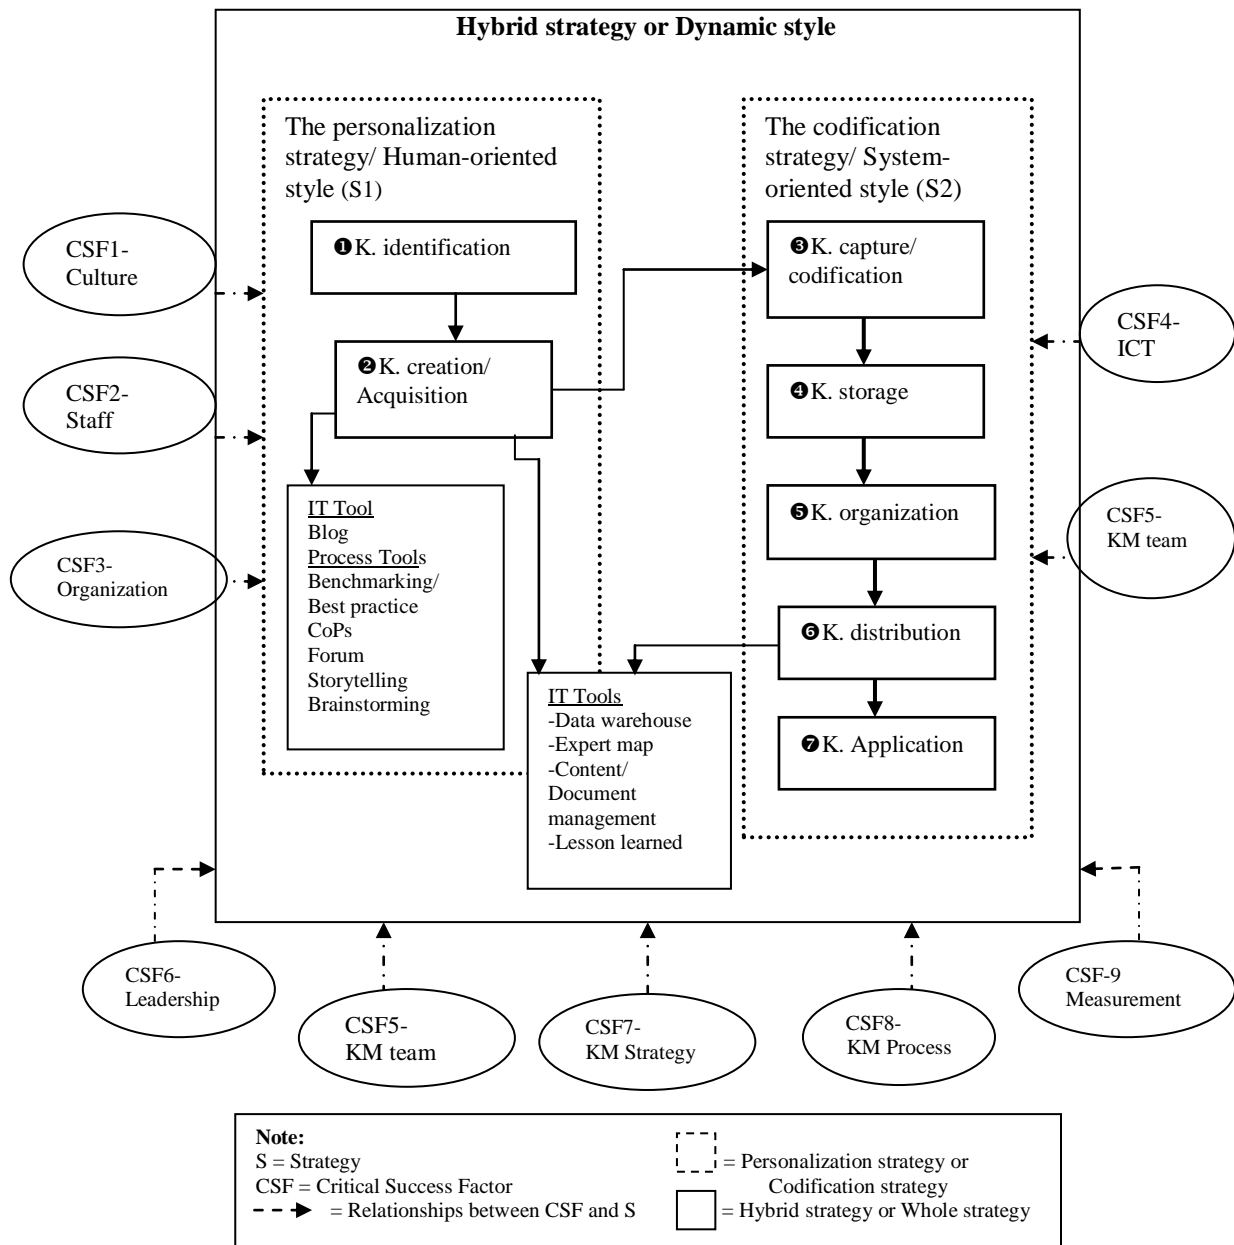 Hybrid strategy or Dynamic style
The personalization
strategy/ Human-oriented
style (S1)
❶K. identification
❷K. creation/
Acquisition
IT Tool
Blog
Process Tools
Benchmarking/
Best practice
CoPs
Forum
Storytelling
Brainstorming
IT Tools
-Data warehouse
-Expert map
-Content/
Document
management
-Lesson learned
The codification
strategy/ System-
oriented style (S2)
❸K. capture/
codification
❹K. storage
❺K. organization
❻K. distribution
❼K. Application
CSF1-
Culture
CSF2-
Staff
CSF3-
Organization
CSF4-
ICT
CSF5-
KM team
CSF6-
Leadership
CSF5-
KM team
CSF7-
KM Strategy
CSF8-
KM Process
CSF-9
Measurement
Note:
S = Strategy
CSF = Critical Success Factor
= Relationships between CSF and S
= Personalization strategy or
Codification strategy
= Hybrid strategy or Whole strategy